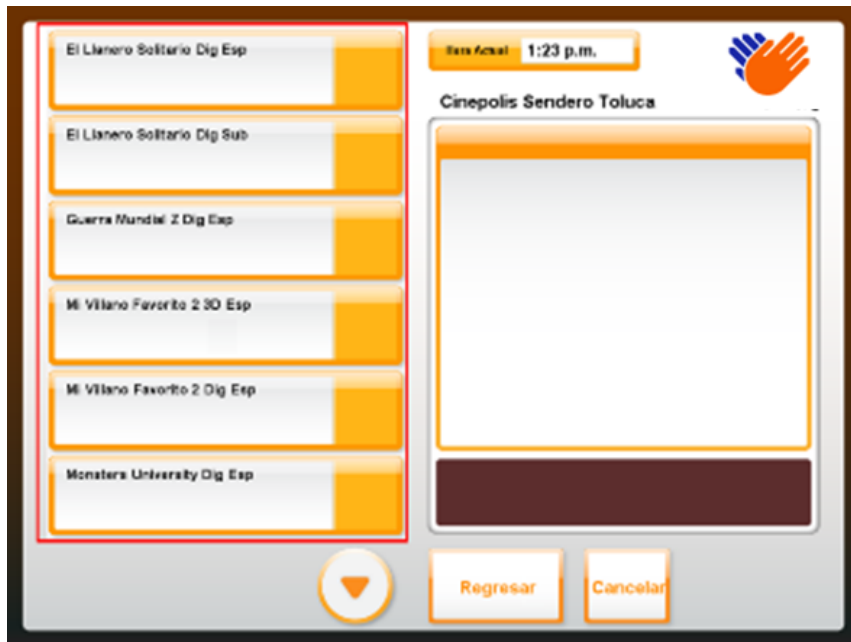 El Llanero Solitario Dig Esp
El Llanero Solitario Dig Sub
Guerra Mundial Z Dig Esp
Mi Villano Favorito 2 3D Esp
Mi Villano Favorito 2 Dig Esp
Monsters University Dig Esp
Hora Actual 1:23 p.m.
Cinepolis Sendero Toluca
Regresar
Cancelar